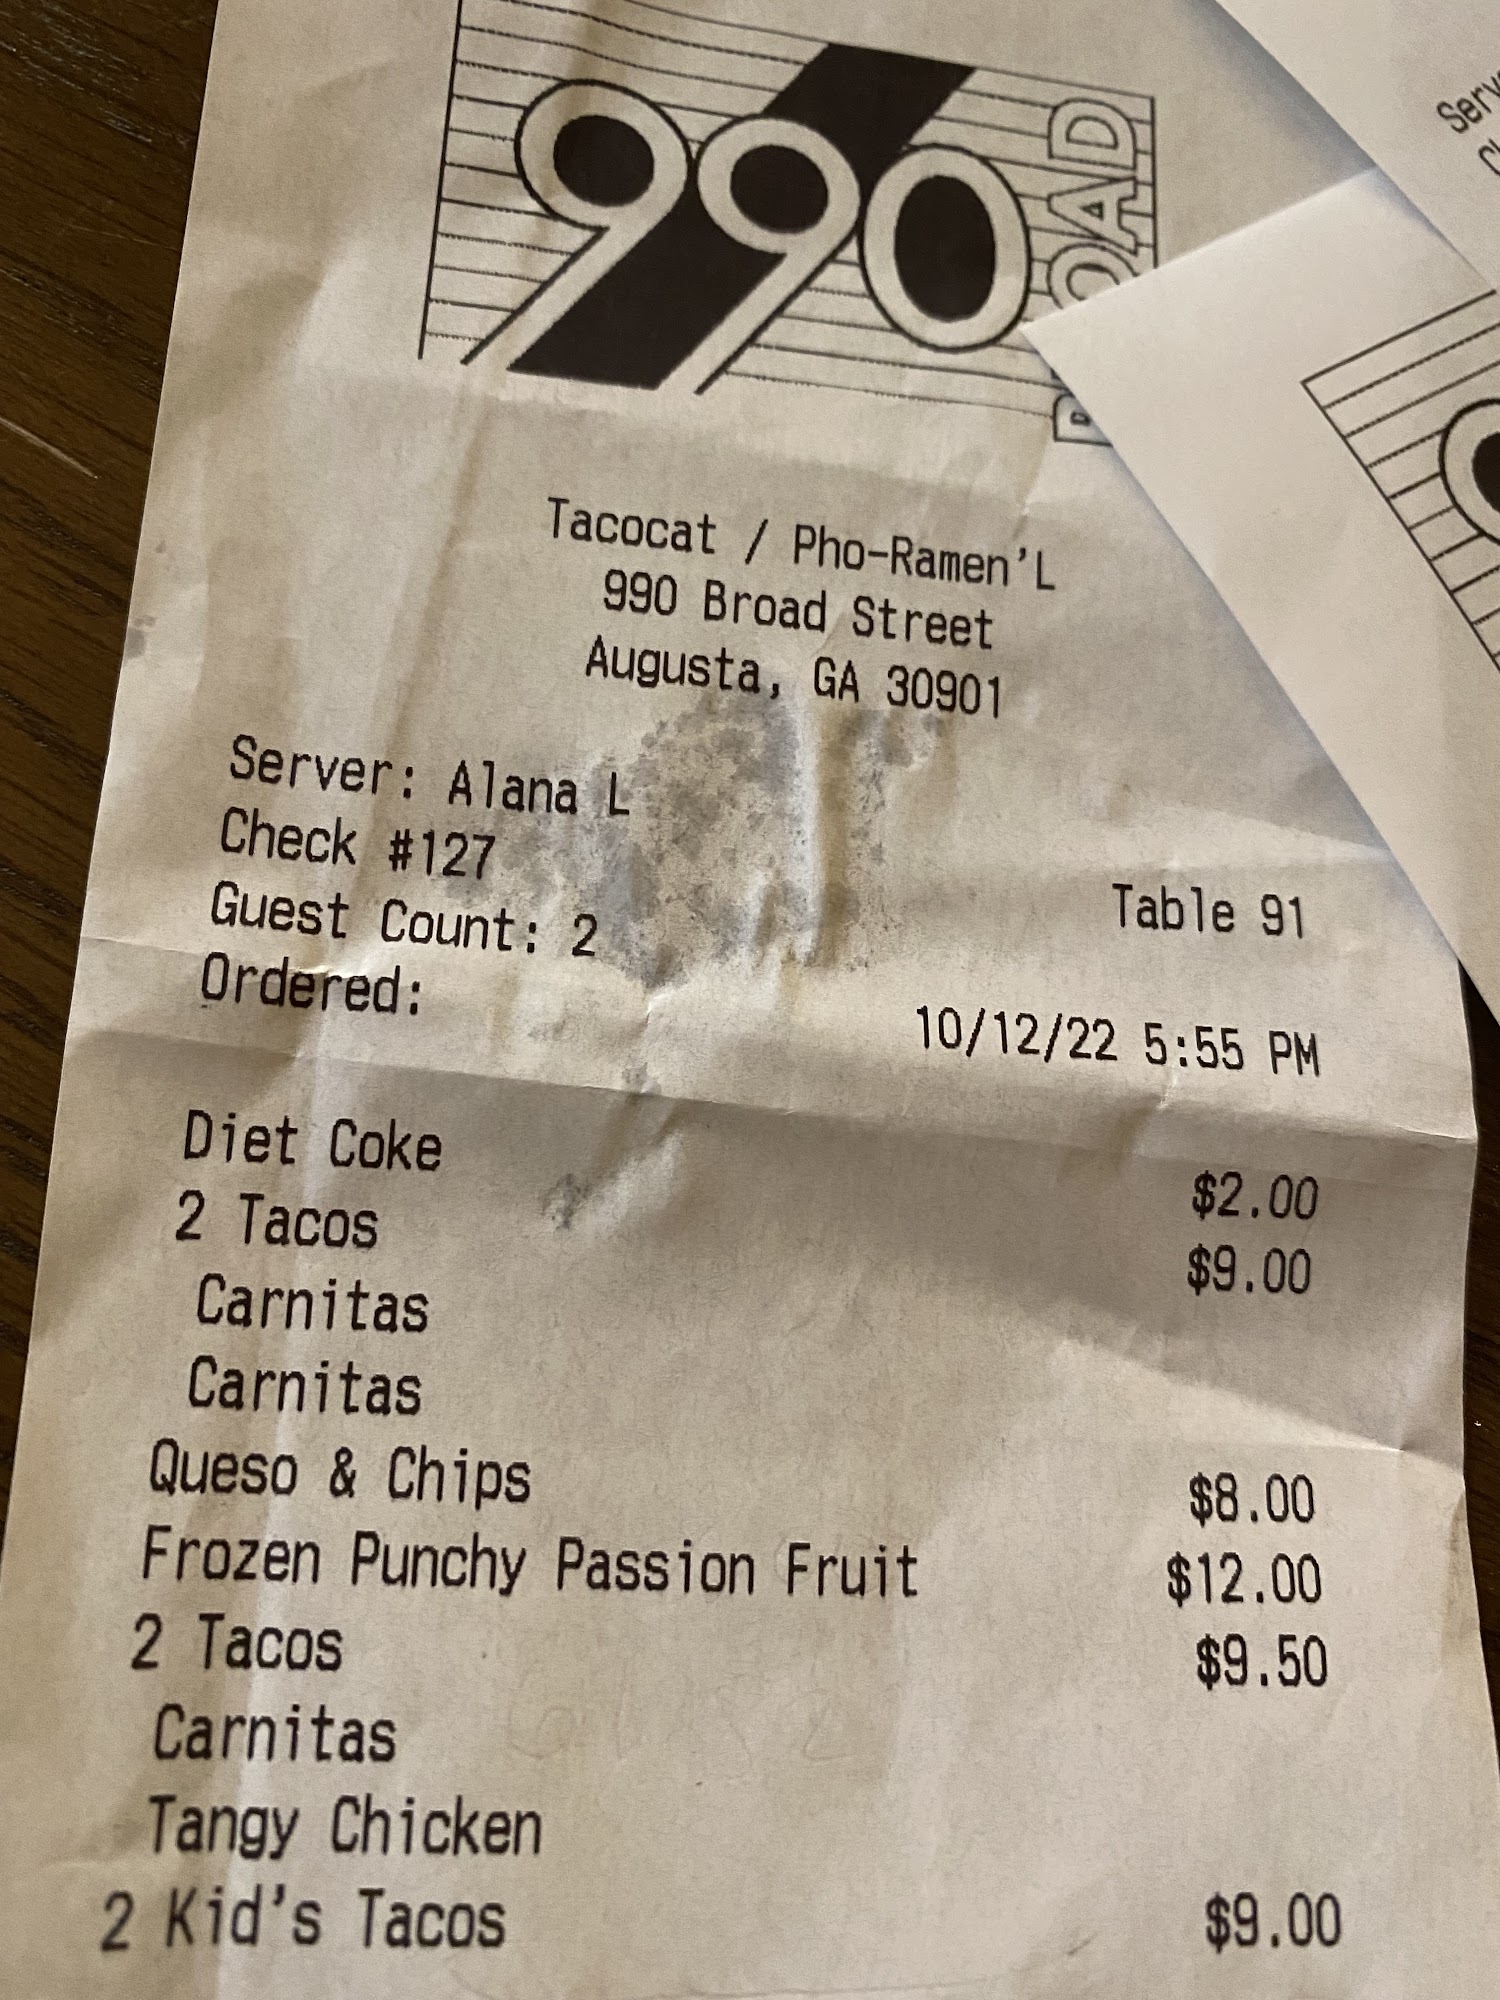 990 BROAD
Tacocat / Pho-Ramen'L
990 Broad Street
Augusta, GA 30901
Server: Alana L
Check #127
Table 91
Guest Count: 2
Ordered:
10/12/22 5:55 PM
Diet Coke $2.00
2 Tacos $9.00
Carnitas
Carnitas
Queso & Chips $8.00
Frozen Punchy Passion Fruit $12.00
2 Tacos $9.50
Carnitas
Tangy Chicken
2 Kid's Tacos $9.00